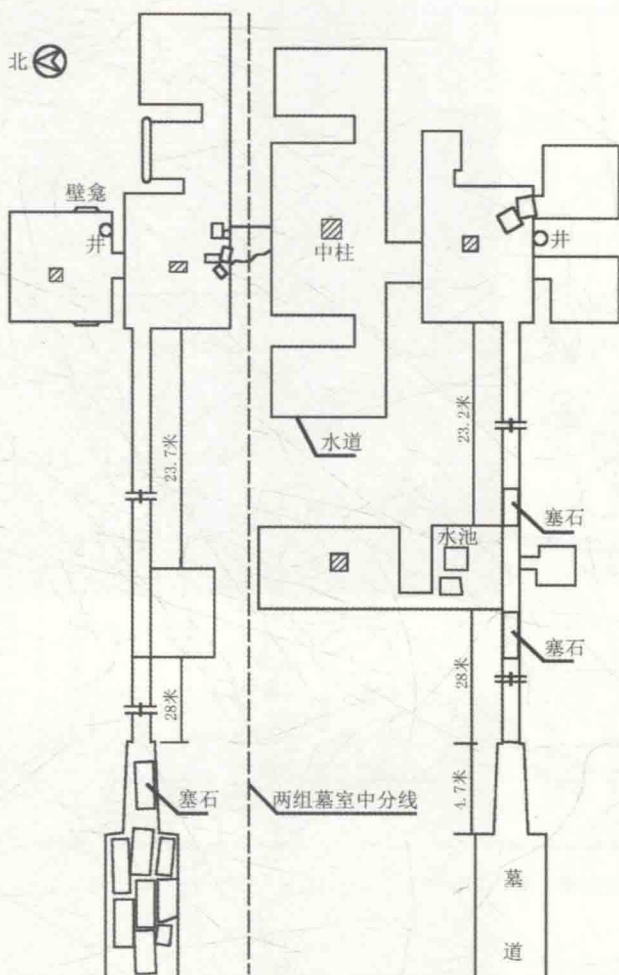 北
壁龛
井
中柱
井
水道
23.7米
23.2米
塞石
水池
塞石
28米
28米
塞石
两组墓室中分线
4.7米
墓
道